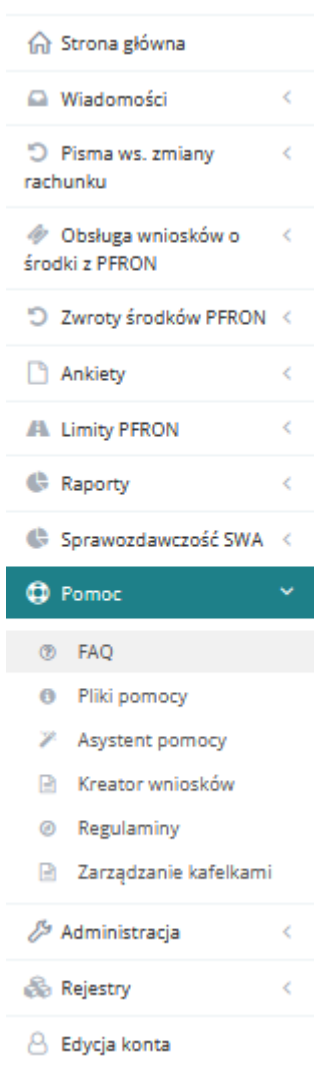 Strona główna
Wiadomości
Pisma ws. zmiany
rachunku
Obsługa wniosków o
środki z PFRON
Zwroty środków PFRON
Ankiety
Limity PFRON
Raporty
Sprawozdawczość SWA
Pomoc
FAQ
Pliki pomocy
Asystent pomocy
Kreator wniosków
Regulaminy
Zarządzanie kafelkami
Administracja
Rejestry
Edycja konta